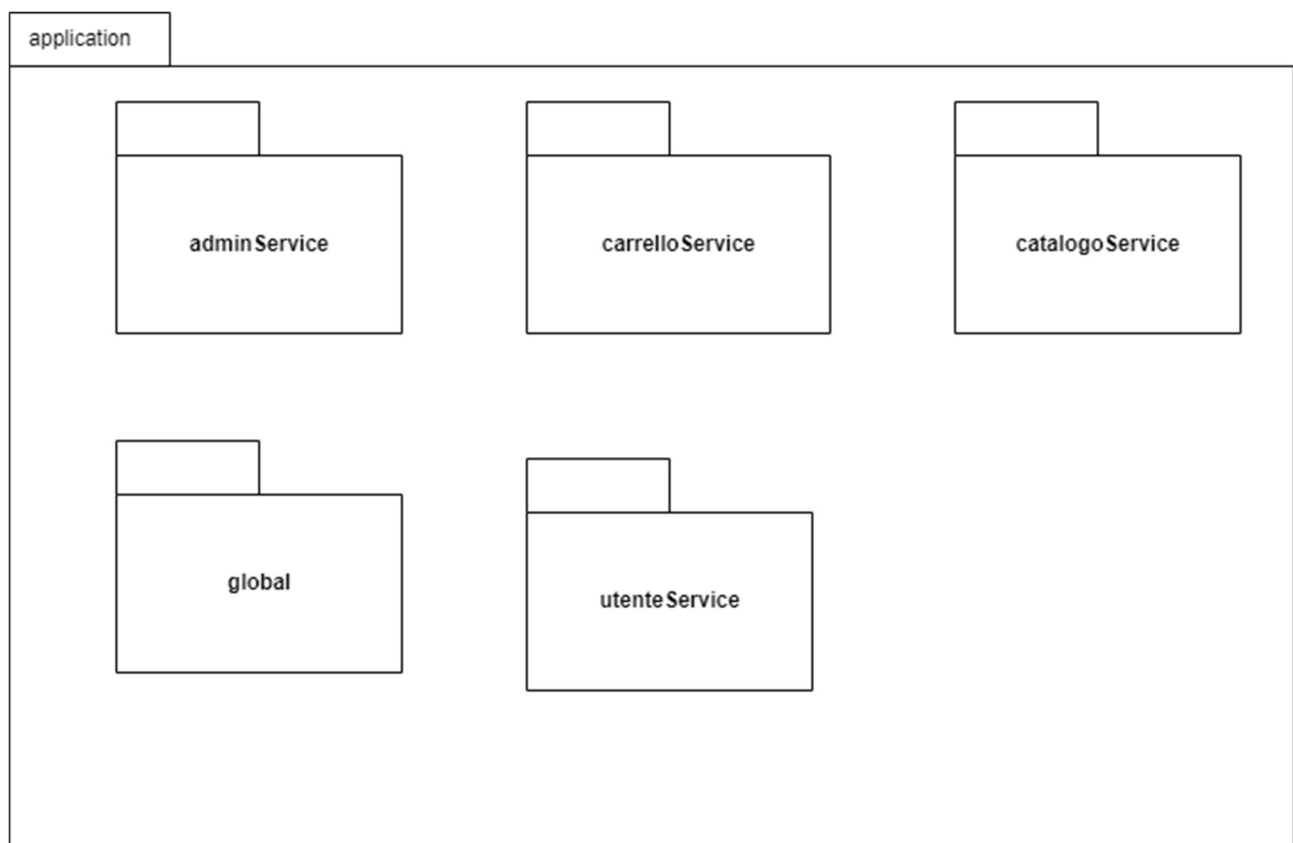 application
adminService
carrelloService
catalogoService
global
utenteService